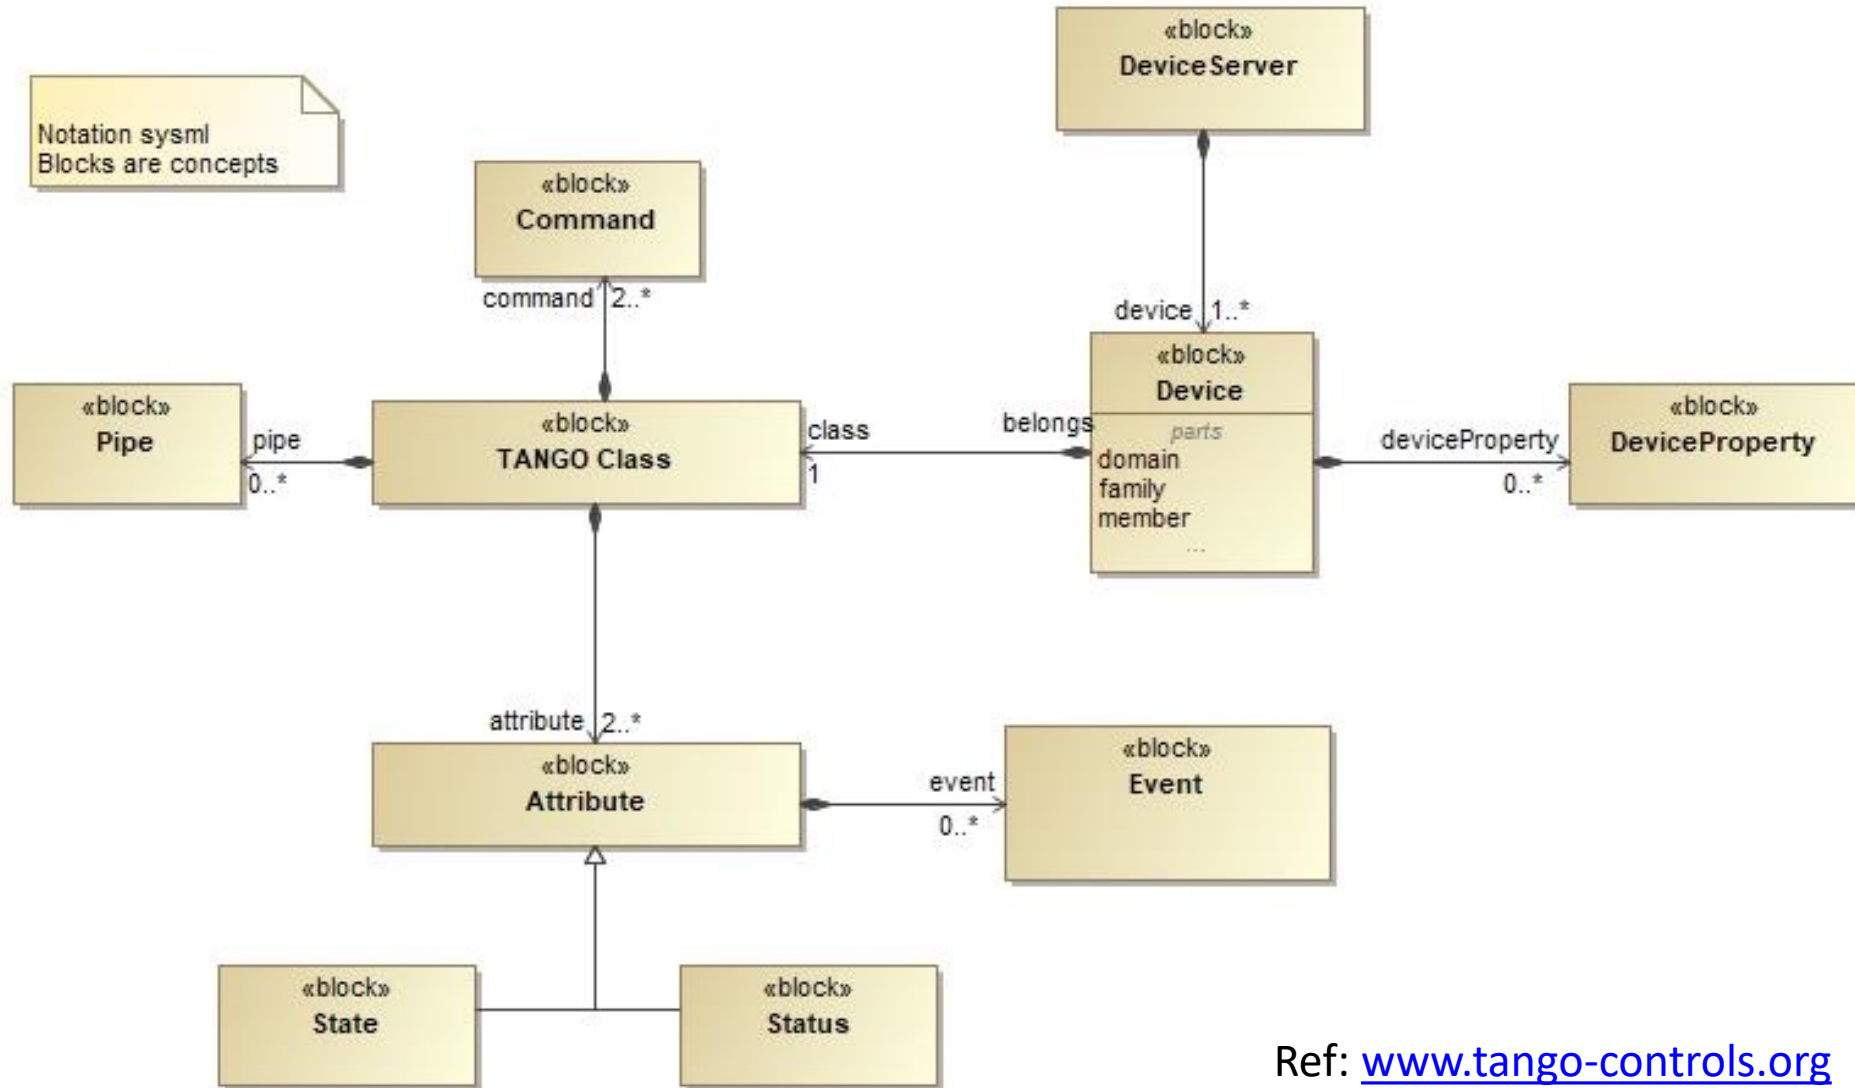 «block»
DeviceServer
Notation sysml
Blocks are concepts
«block»
Command
command 2..*
device 1..*
«block»
Device
parts
domain
family
member
...
«block»
Pipe
pipe
0..*
«block»
TANGO Class
class
1
belongs
deviceProperty
0..*
«block»
DeviceProperty
attribute 2..*
«block»
Attribute
event
0..*
«block»
Event
«block»
State
«block»
Status
Ref: www.tango-controls.org